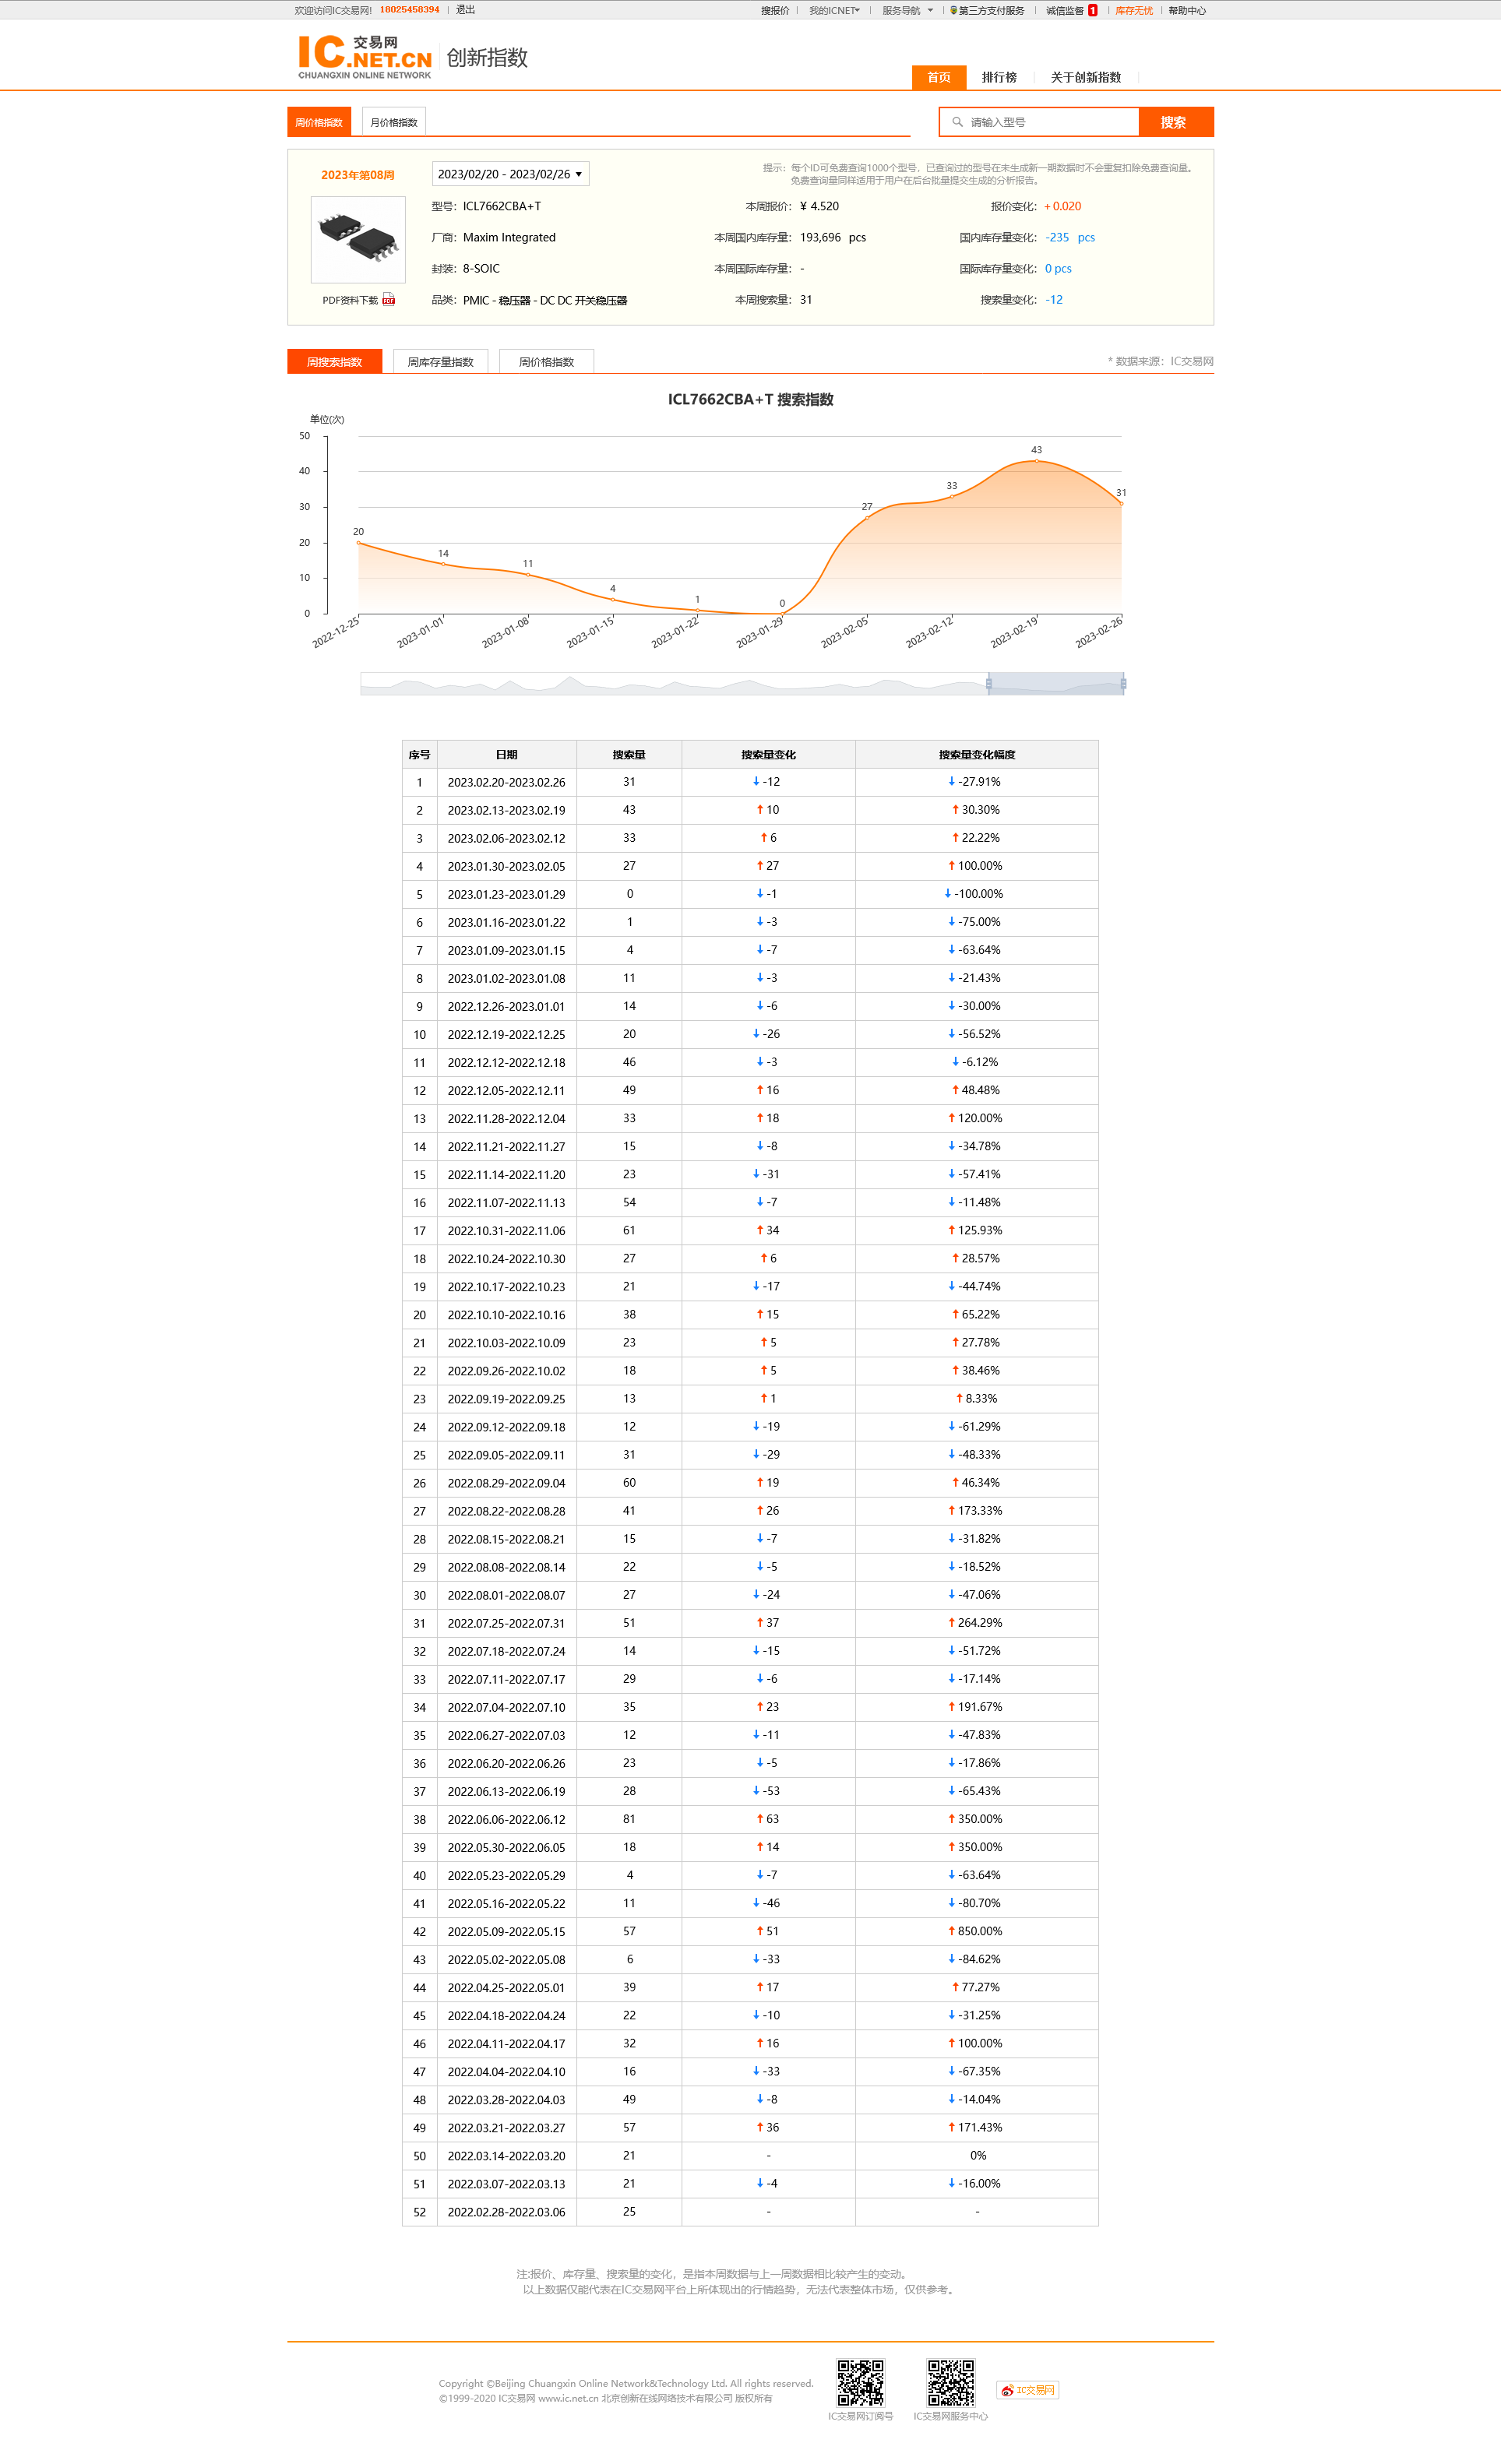 欢迎访问IC交易网! 18025458394 退出 搜报价 我的ICNET 服务导航 第三方支付服务 诚信监督 1 库存无忧 帮助中心
IC 交易网 .NET.CN 创新指数
CHUANGXIN ONLINE NETWORK
首页 排行榜 关于创新指数
周价格指数 月价格指数 请输入型号 搜索
2023年第08周 2023/02/20 - 2023/02/26 提示：每个ID可免费查询1000个型号，已查询过的型号在未生成新一期数据时不会重复扣除免费查询量。
免费查询量同样适用于用户在后台批量提交生成的分析报告。
型号：ICL7662CBA+T 本周报价：¥ 4.520 报价变化：+ 0.020
厂商：Maxim Integrated 本周国内库存量：193,696 pcs 国内库存量变化：-235 pcs
封装：8-SOIC 本周国际库存量：- 国际库存量变化：0 pcs
PDF资料下载 PDF 品类：PMIC - 稳压器 - DC DC 开关稳压器 本周搜索量：31 搜索量变化：-12
周搜索指数 周库存量指数 周价格指数 * 数据来源：IC交易网
ICL7662CBA+T 搜索指数
单位(次)
50
40
30
20
10
0
20 14 11 4 1 0 27 33 43 31
2022-12-25 2023-01-01 2023-01-08 2023-01-15 2023-01-22 2023-01-29 2023-02-05 2023-02-12 2023-02-19 2023-02-26
序号 日期 搜索量 搜索量变化 搜索量变化幅度
1 2023.02.20-2023.02.26 31 ↓ -12 ↓ -27.91%
2 2023.02.13-2023.02.19 43 ↑ 10 ↑ 30.30%
3 2023.02.06-2023.02.12 33 ↑ 6 ↑ 22.22%
4 2023.01.30-2023.02.05 27 ↑ 27 ↑ 100.00%
5 2023.01.23-2023.01.29 0 ↓ -1 ↓ -100.00%
6 2023.01.16-2023.01.22 1 ↓ -3 ↓ -75.00%
7 2023.01.09-2023.01.15 4 ↓ -7 ↓ -63.64%
8 2023.01.02-2023.01.08 11 ↓ -3 ↓ -21.43%
9 2022.12.26-2023.01.01 14 ↓ -6 ↓ -30.00%
10 2022.12.19-2022.12.25 20 ↓ -26 ↓ -56.52%
11 2022.12.12-2022.12.18 46 ↓ -3 ↓ -6.12%
12 2022.12.05-2022.12.11 49 ↑ 16 ↑ 48.48%
13 2022.11.28-2022.12.04 33 ↑ 18 ↑ 120.00%
14 2022.11.21-2022.11.27 15 ↓ -8 ↓ -34.78%
15 2022.11.14-2022.11.20 23 ↓ -31 ↓ -57.41%
16 2022.11.07-2022.11.13 54 ↓ -7 ↓ -11.48%
17 2022.10.31-2022.11.06 61 ↑ 34 ↑ 125.93%
18 2022.10.24-2022.10.30 27 ↑ 6 ↑ 28.57%
19 2022.10.17-2022.10.23 21 ↓ -17 ↓ -44.74%
20 2022.10.10-2022.10.16 38 ↑ 15 ↑ 65.22%
21 2022.10.03-2022.10.09 23 ↑ 5 ↑ 27.78%
22 2022.09.26-2022.10.02 18 ↑ 5 ↑ 38.46%
23 2022.09.19-2022.09.25 13 ↑ 1 ↑ 8.33%
24 2022.09.12-2022.09.18 12 ↓ -19 ↓ -61.29%
25 2022.09.05-2022.09.11 31 ↓ -29 ↓ -48.33%
26 2022.08.29-2022.09.04 60 ↑ 19 ↑ 46.34%
27 2022.08.22-2022.08.28 41 ↑ 26 ↑ 173.33%
28 2022.08.15-2022.08.21 15 ↓ -7 ↓ -31.82%
29 2022.08.08-2022.08.14 22 ↓ -5 ↓ -18.52%
30 2022.08.01-2022.08.07 27 ↓ -24 ↓ -47.06%
31 2022.07.25-2022.07.31 51 ↑ 37 ↑ 264.29%
32 2022.07.18-2022.07.24 14 ↓ -15 ↓ -51.72%
33 2022.07.11-2022.07.17 29 ↓ -6 ↓ -17.14%
34 2022.07.04-2022.07.10 35 ↑ 23 ↑ 191.67%
35 2022.06.27-2022.07.03 12 ↓ -11 ↓ -47.83%
36 2022.06.20-2022.06.26 23 ↓ -5 ↓ -17.86%
37 2022.06.13-2022.06.19 28 ↓ -53 ↓ -65.43%
38 2022.06.06-2022.06.12 81 ↑ 63 ↑ 350.00%
39 2022.05.30-2022.06.05 18 ↑ 14 ↑ 350.00%
40 2022.05.23-2022.05.29 4 ↓ -7 ↓ -63.64%
41 2022.05.16-2022.05.22 11 ↓ -46 ↓ -80.70%
42 2022.05.09-2022.05.15 57 ↑ 51 ↑ 850.00%
43 2022.05.02-2022.05.08 6 ↓ -33 ↓ -84.62%
44 2022.04.25-2022.05.01 39 ↑ 17 ↑ 77.27%
45 2022.04.18-2022.04.24 22 ↓ -10 ↓ -31.25%
46 2022.04.11-2022.04.17 32 ↑ 16 ↑ 100.00%
47 2022.04.04-2022.04.10 16 ↓ -33 ↓ -67.35%
48 2022.03.28-2022.04.03 49 ↓ -8 ↓ -14.04%
49 2022.03.21-2022.03.27 57 ↑ 36 ↑ 171.43%
50 2022.03.14-2022.03.20 21 - 0%
51 2022.03.07-2022.03.13 21 ↓ -4 ↓ -16.00%
52 2022.02.28-2022.03.06 25 - -
注:报价、库存量、搜索量的变化，是指本周数据与上一周数据相比较产生的变动。
以上数据仅能代表在IC交易网平台上所体现出的行情趋势，无法代表整体市场，仅供参考。
Copyright ©Beijing Chuangxin Online Network&Technology Ltd. All rights reserved.
©1999-2020 IC交易网 www.ic.net.cn 北京创新在线网络技术有限公司 版权所有
IC交易网订阅号 IC交易网服务中心 IC交易网